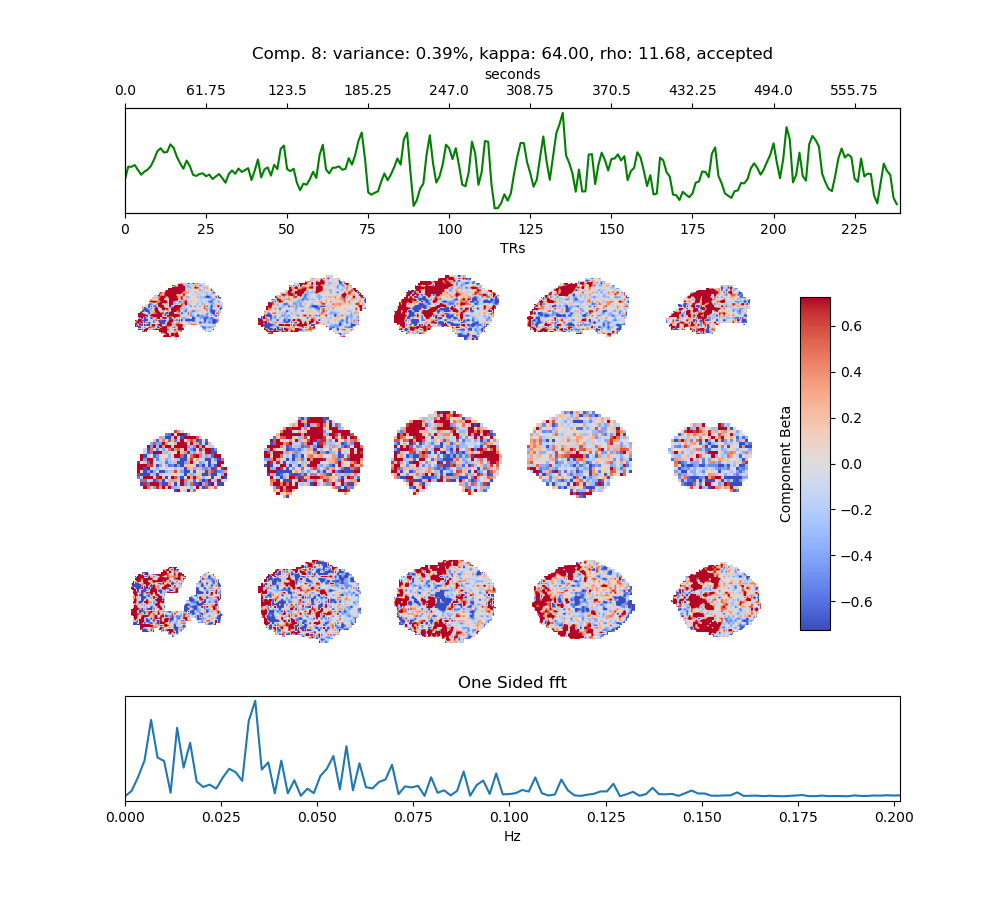 Comp. 8: variance: 0.39%, kappa: 64.00, rho: 11.68, accepted
seconds
0.0 61.75 123.5 185.25 247.0 308.75 370.5 432.25 494.0 555.75
0 25 50 75 100 125 150 175 200 225
TRs
0.6
0.4
0.2
0.0
−0.2
−0.4
−0.6
Component Beta
One Sided fft
0.000 0.025 0.050 0.075 0.100 0.125 0.150 0.175 0.200
Hz